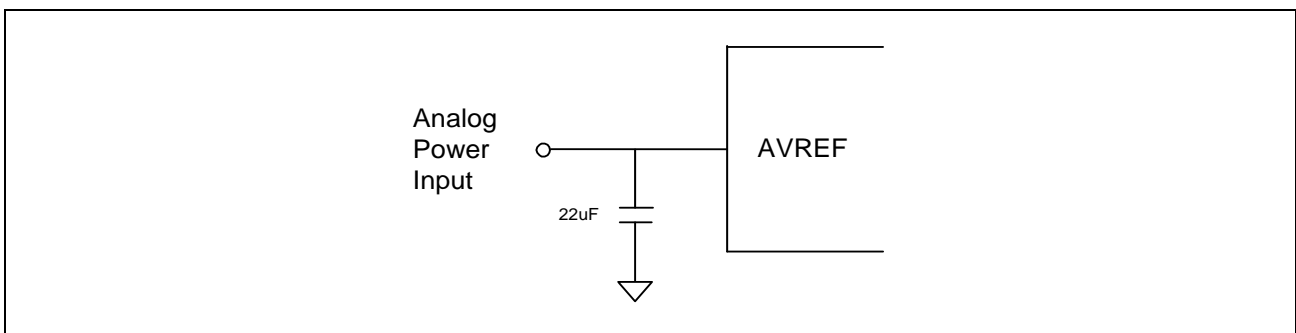 Analog
Power
Input
AVREF
22uF